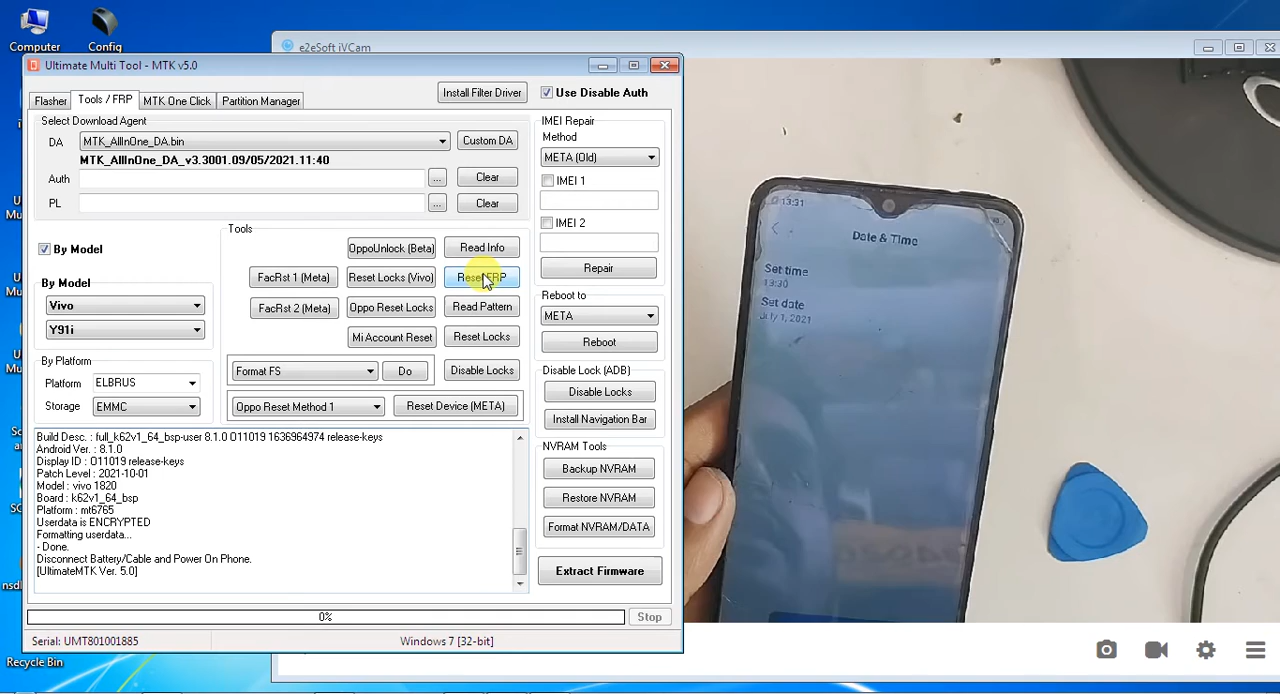 Computer
Config
e2eSoft iVCam
Ultimate Multi Tool - MTK v5.0
Flasher
Tools / FRP
MTK One Click
Partition Manager
Install Filter Driver
Use Disable Auth
Select Download Agent
DA
MTK_AllInOne_DA.bin
Custom DA
MTK_AllInOne_DA_v3.3001.09/05/2021.11:40
Auth
...
Clear
PL
...
Clear
IMEI Repair
Method
META (Old)
IMEI 1
IMEI 2
Repair
By Model
By Model
Vivo
Y91i
By Platform
Platform
ELBRUS
Storage
EMMC
Tools
OppoUnlock (Beta)
Read Info
FacRst 1 (Meta)
Reset Locks (Vivo)
Reset FRP
FacRst 2 (Meta)
Oppo Reset Locks
Read Pattern
Mi Account Reset
Reset Locks
Format FS
Do
Disable Locks
Oppo Reset Method 1
Reset Device (META)
Reboot to
META
Reboot
Disable Lock (ADB)
Disable Locks
Install Navigation Bar
NVRAM Tools
Backup NVRAM
Restore NVRAM
Format NVRAM/DATA
Extract Firmware
Build Desc. : full_k62v1_64_bsp-user 8.1.0 O11019 1636964974 release-keys
Android Ver. : 8.1.0
Display ID : O11019 release-keys
Patch Level : 2021-10-01
Model : vivo 1820
Board : k62v1_64_bsp
Platform : mt6765
Userdata is ENCRYPTED
Formatting userdata...
- Done.
Disconnect Battery/Cable and Power On Phone.
[UltimateMTK Ver. 5.0]
0%
Stop
Serial: UMT801001885
Windows 7 [32-bit]
Recycle Bin
13:31
Date & Time
Set time
13:30
Set date
July 1, 2021